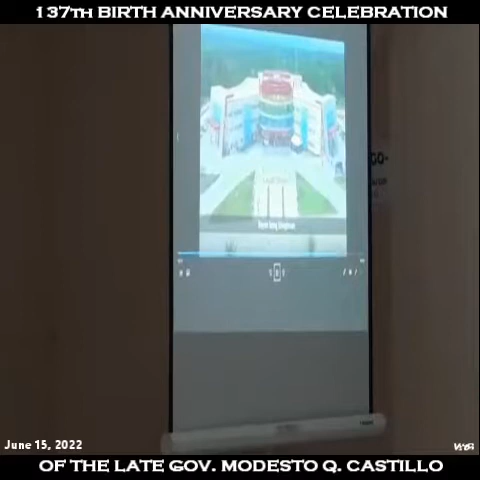 137TH BIRTH ANNIVERSARY CELEBRATION
June 15, 2022
OF THE LATE GOV. MODESTO Q. CASTILLO